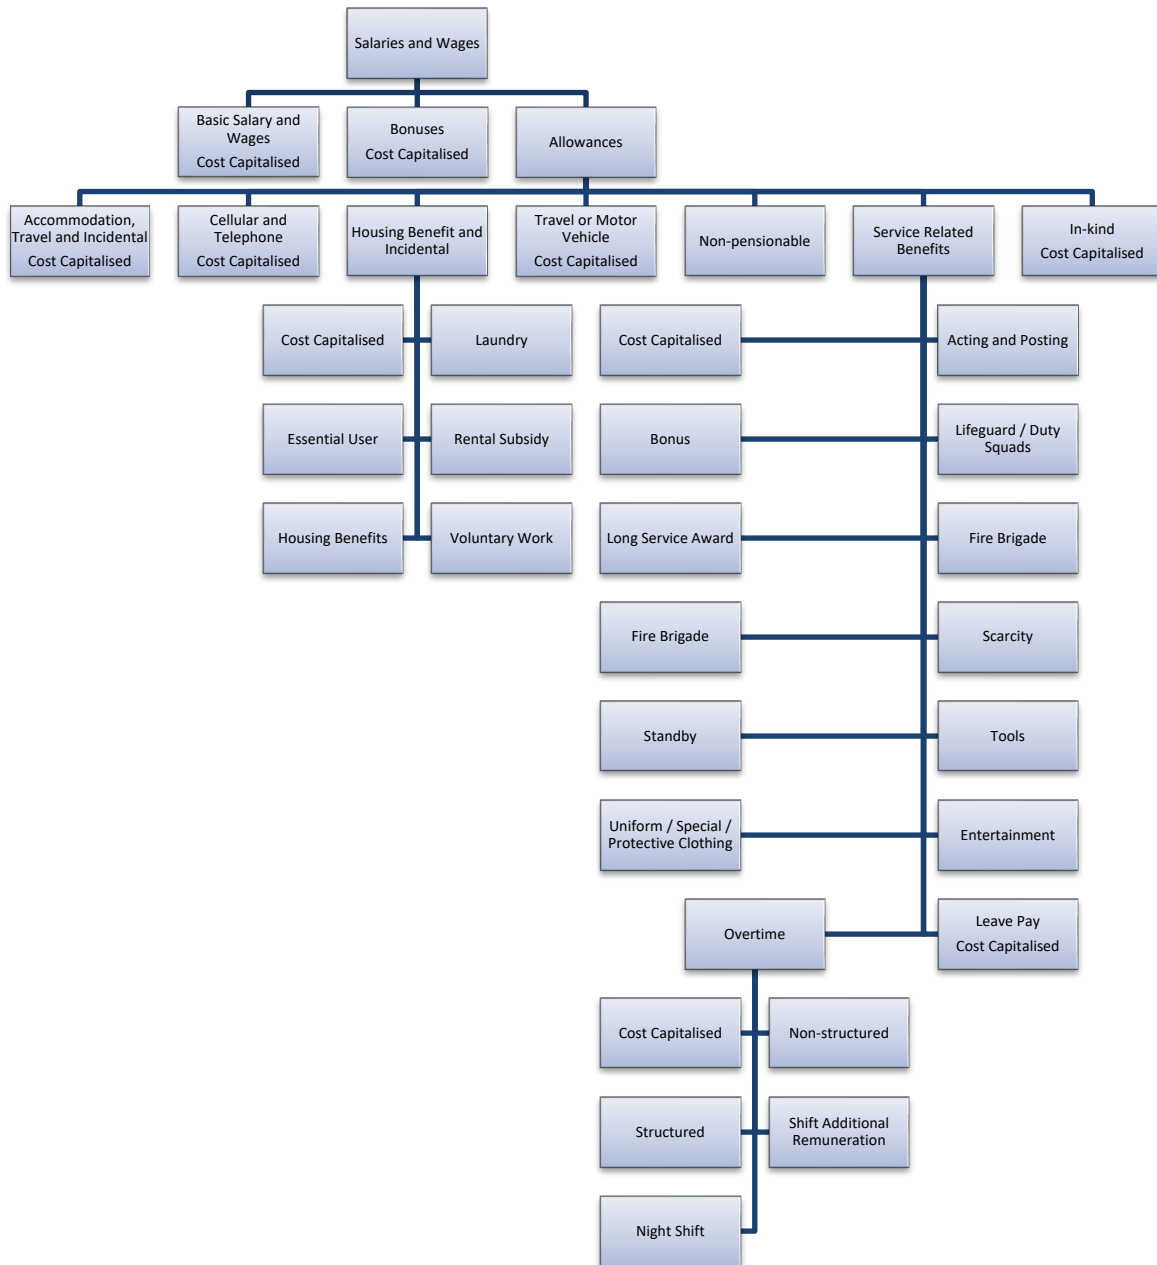 Salaries and Wages
Basic Salary and
Wages
Cost Capitalised
Bonuses
Cost Capitalised
Allowances
Accommodation,
Travel and Incidental
Cost Capitalised
Cellular and
Telephone
Cost Capitalised
Housing Benefit and
Incidental
Travel or Motor
Vehicle
Cost Capitalised
Non-pensionable
Service Related
Benefits
In-kind
Cost Capitalised
Cost Capitalised
Laundry
Essential User
Rental Subsidy
Housing Benefits
Voluntary Work
Cost Capitalised
Acting and Posting
Bonus
Lifeguard / Duty
Squads
Long Service Award
Fire Brigade
Fire Brigade
Scarcity
Standby
Tools
Uniform / Special /
Protective Clothing
Entertainment
Overtime
Leave Pay
Cost Capitalised
Cost Capitalised
Non-structured
Structured
Shift Additional
Remuneration
Night Shift